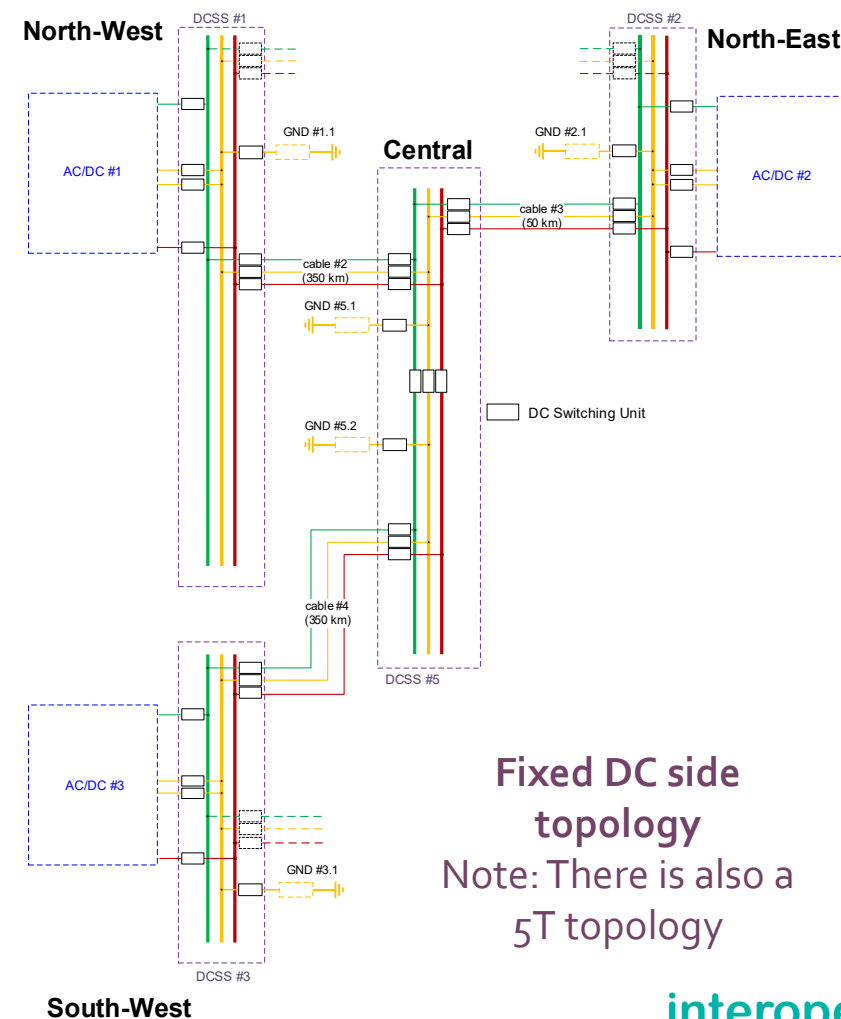 North-West
DCSS #1
DCSS #2
North-East
AC/DC #1
GND #1.1
GND #2.1
AC/DC #2
Central
cable #3
(50 km)
cable #2
(350 km)
GND #5.1
DC Switching Unit
GND #5.2
cable #4
(350 km)
DCSS #5
AC/DC #3
GND #3.1
DCSS #3
South-West
Fixed DC side
topology
Note: There is also a
5T topology
interope